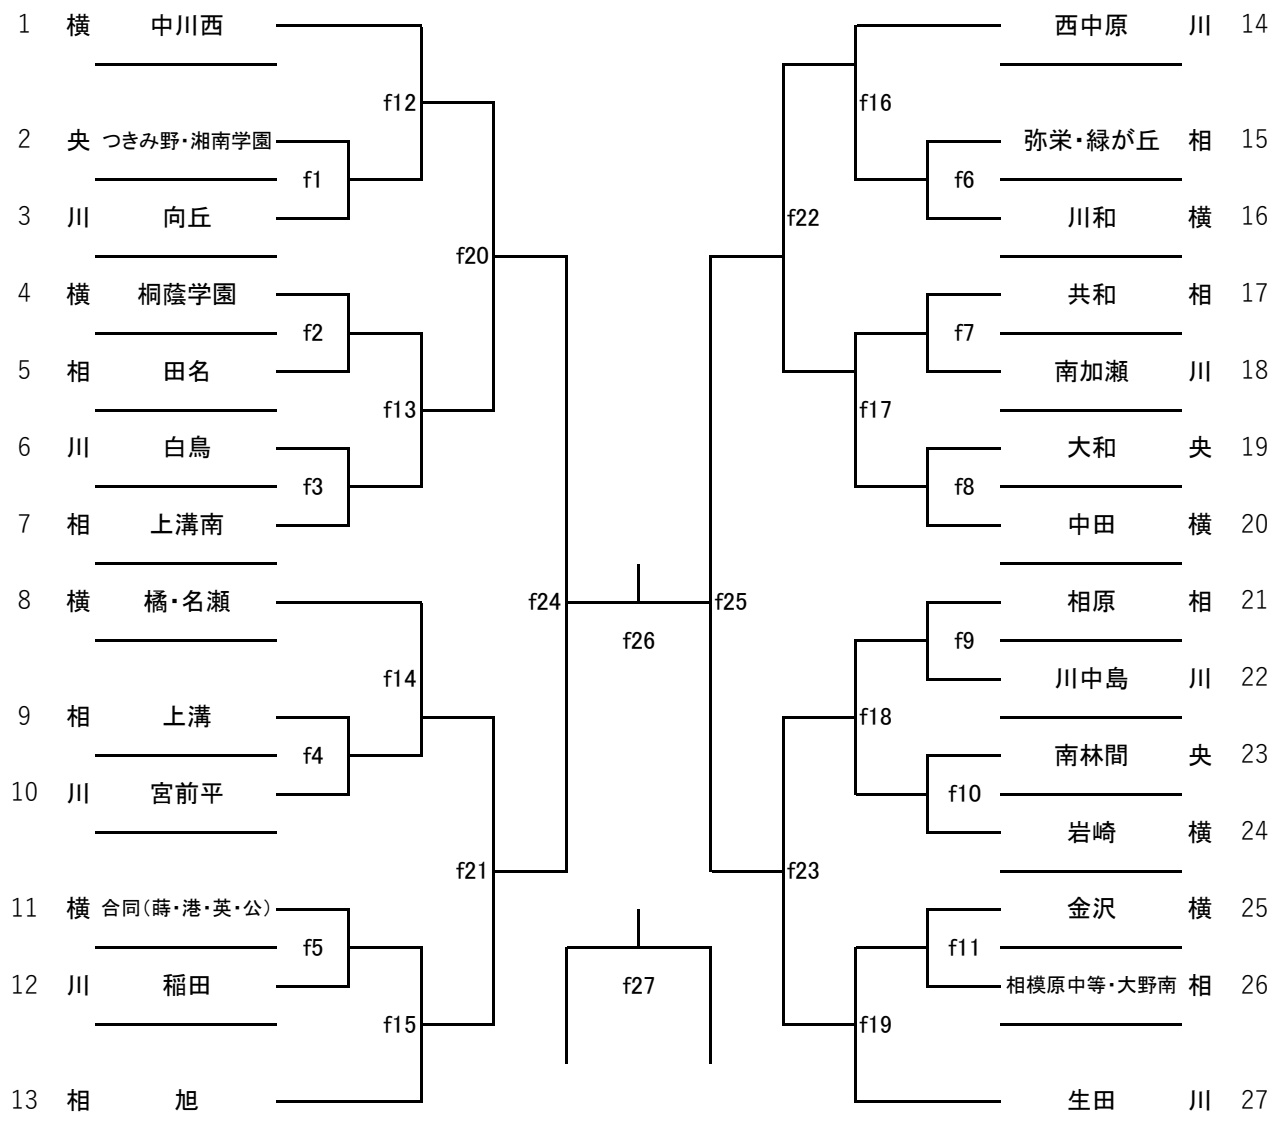 1 横 中川西
f12
2 央 つきみ野・湘南学園
f1
3 川 向丘
f20
4 横 桐蔭学園
f2
5 相 田名
f13
6 川 白鳥
f3
7 相 上溝南
8 横 橘・名瀬
f14
9 相 上溝
f4
10 川 宮前平
f21
11 横 合同（蒔・港・英・公）
f5
12 川 稲田
f15
13 相 旭
f24
f26
f25
f27
西中原 川 14
f16
弥栄・緑が丘 相 15
f6
川和 横 16
f22
共和 相 17
f7
南加瀬 川 18
f17
大和 央 19
f8
中田 横 20
相原 相 21
f9
川中島 川 22
f18
南林間 央 23
f10
岩崎 横 24
f23
金沢 横 25
f11
相模原中等・大野南 相 26
f19
生田 川 27